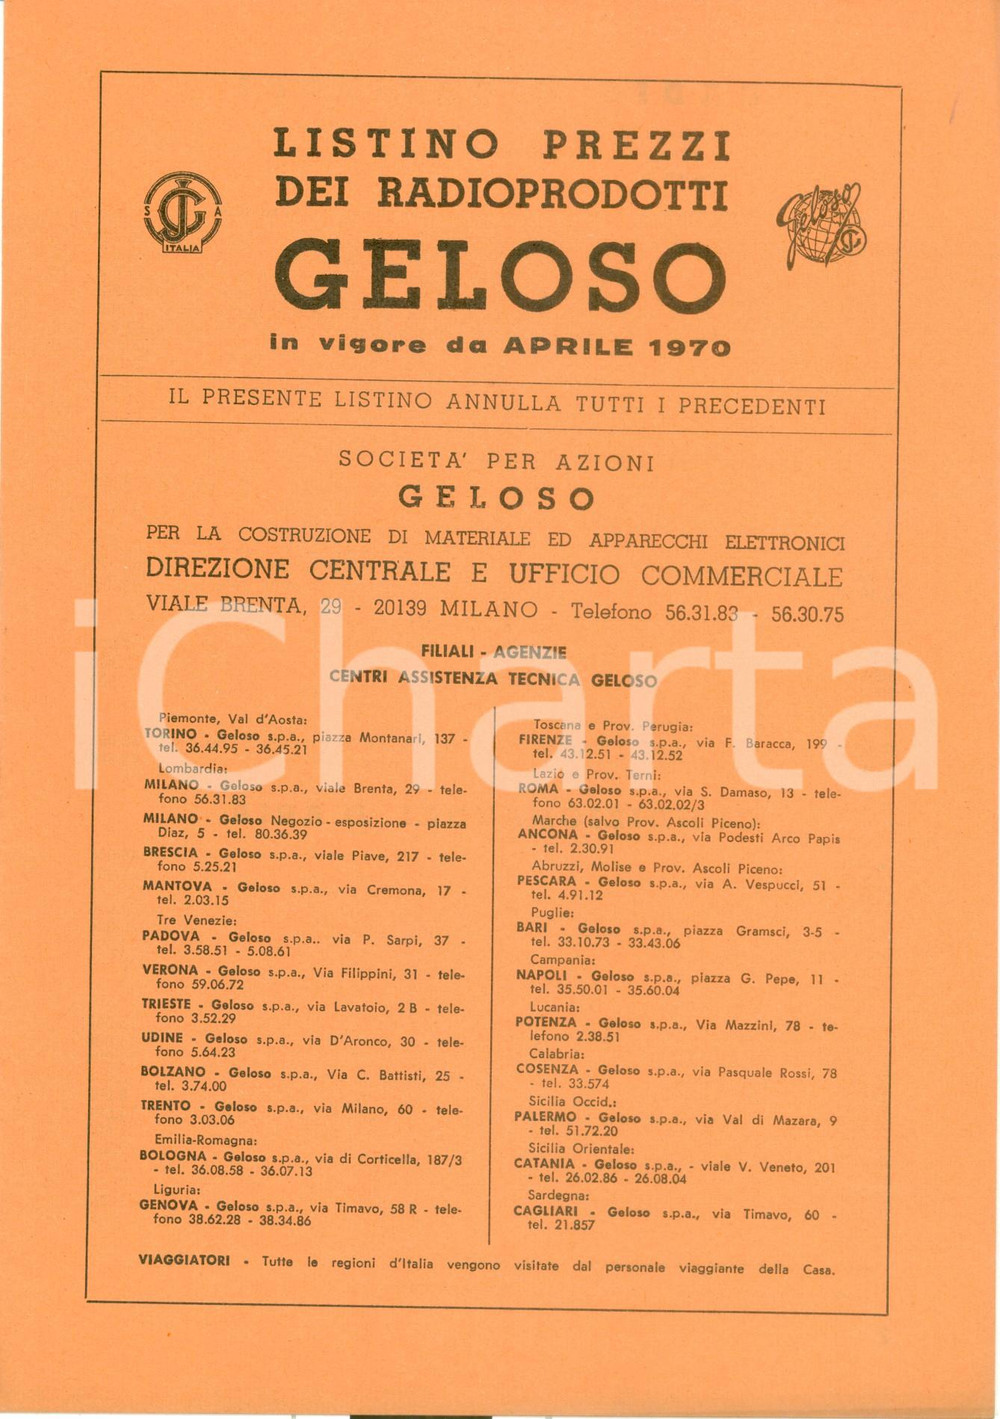 LISTINO PREZZI
DEI RADIOPRODOTTI
GELOSO
in vigore da APRILE 1970
S A
ITALIA
Geloso
IL PRESENTE LISTINO ANNULLA TUTTI I PRECEDENTI
SOCIETA' PER AZIONI
GELOSO
PER LA COSTRUZIONE DI MATERIALE ED APPARECCHI ELETTRONICI
DIREZIONE CENTRALE E UFFICIO COMMERCIALE
VIALE BRENTA, 29 - 20139 MILANO - Telefono 56.31.83 - 56.30.75
iCharta
FILIALI - AGENZIE
CENTRI ASSISTENZA TECNICA GELOSO
Piemonte, Val d'Aosta:
TORINO - Geloso s.p.a., piazza Montanari, 137 -
tel. 36.44.95 - 36.45.21
Lombardia:
MILANO - Geloso s.p.a., viale Brenta, 29 - tele-
fono 56.31.83
MILANO - Geloso Negozio - esposizione - piazza
Diaz, 5 - tel. 80.36.39
BRESCIA - Geloso s.p.a., viale Piave, 217 - tele-
fono 5.25.21
MANTOVA - Geloso s.p.a., via Cremona, 17 -
tel. 2.03.15
Tre Venezie:
PADOVA - Geloso s.p.a.. via P. Sarpi, 37 -
tel. 3.58.51 - 5.08.61
VERONA - Geloso s.p.a., Via Filippini, 31 - tele-
fono 59.06.72
TRIESTE - Geloso s.p.a., via Lavatoio, 2 B - tele-
fono 3.52.29
UDINE - Geloso s.p.a., via D'Aronco, 30 - tele-
fono 5.64.23
BOLZANO - Geloso s.p.a., Via C. Battisti, 25 -
tel. 3.74.00
TRENTO - Geloso s.p.a., via Milano, 60 - tele-
fono 3.03.06
Emilia-Romagna:
BOLOGNA - Geloso s.p.a., via di Corticella, 187/3
- tel. 36.08.58 - 36.07.13
Liguria:
GENOVA - Geloso s.p.a., via Timavo, 58 R - tele-
fono 38.62.28 - 38.34.86
Toscana e Prov. Perugia:
FIRENZE - Geloso s.p.a., via F. Baracca, 199 -
tel. 43.12.51 - 43.12.52
Lazio e Prov. Terni:
ROMA - Geloso s.p.a., via S. Damaso, 13 - tele-
fono 63.02.01 - 63.02.02/3
Marche (salvo Prov. Ascoli Piceno):
ANCONA - Geloso s.p.a., via Podesti Arco Papis
- tel. 2.30.91
Abruzzi, Molise e Prov. Ascoli Piceno:
PESCARA - Geloso s.p.a., via A. Vespucci, 51 -
tel. 4.91.12
Puglie:
BARI - Geloso s.p.a., piazza Gramsci, 3-5 -
tel. 33.10.73 - 33.43.06
Campania:
NAPOLI - Geloso s.p.a., piazza G. Pepe, 11 -
tel. 35.50.01 - 35.60.04
Lucania:
POTENZA - Geloso s.p.a., Via Mazzini, 78 - te-
lefono 2.38.51
Calabria:
COSENZA - Geloso s.p.a., via Pasquale Rossi, 78
- tel. 33.574
Sicilia Occid.:
PALERMO - Geloso s.p.a., via Val di Mazara, 9
- tel. 51.72.20
Sicilia Orientale:
CATANIA - Geloso s.p.a., - viale V. Veneto, 201
- tel. 26.02.86 - 26.08.04
Sardegna:
CAGLIARI - Geloso s.p.a., via Timavo, 60 -
tel. 21.857
VIAGGIATORI - Tutte le regioni d'Italia vengono visitate dal personale viaggiante della Casa.